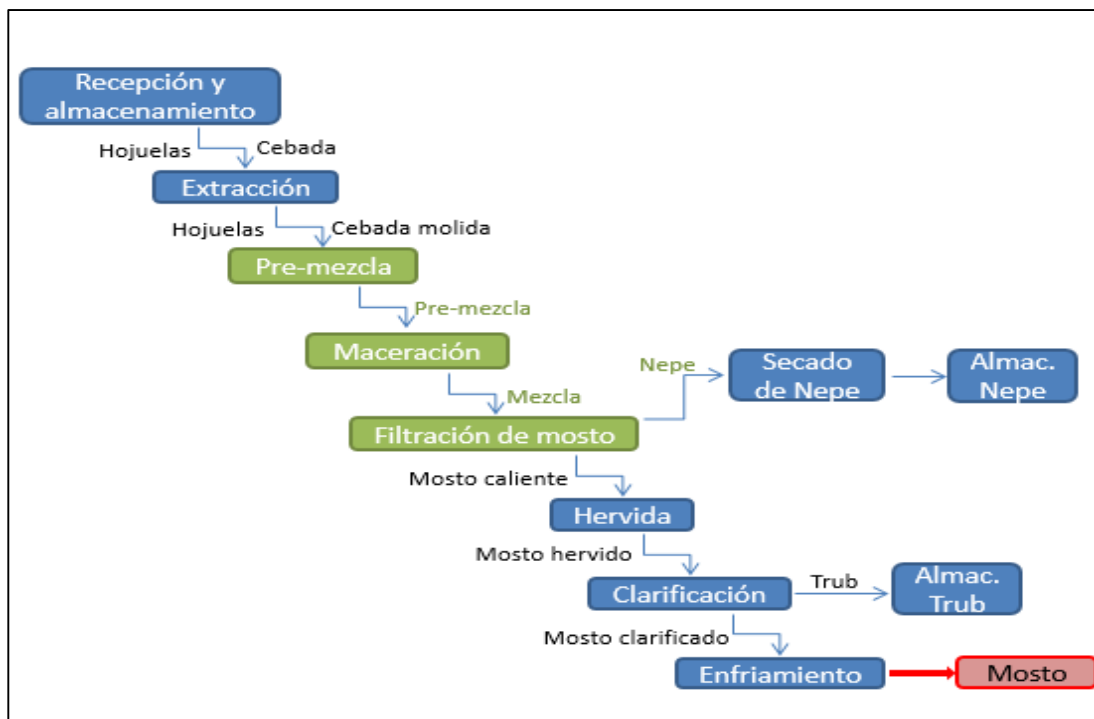 Recepción y
almacenamiento
Hojuelas
Cebada
Extracción
Hojuelas
Cebada molida
Pre-mezcla
Pre-mezcla
Maceración
Mezcla
Nepe
Secado
de Nepe
Almac.
Nepe
Filtración de mosto
Mosto caliente
Hervida
Mosto hervido
Clarificación
Trub
Almac.
Trub
Mosto clarificado
Enfriamiento
Mosto